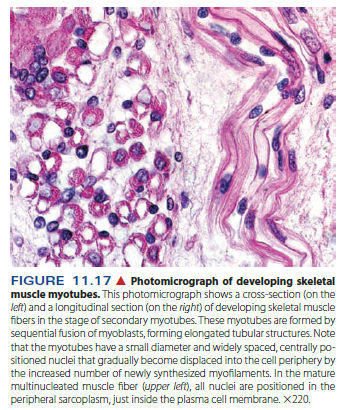 FIGURE 11.17 ▲ Photomicrograph of developing skeletal
muscle myotubes. This photomicrograph shows a cross-section (on the
left) and a longitudinal section (on the right) of developing skeletal muscle
fibers in the stage of secondary myotubes. These myotubes are formed by
sequential fusion of myoblasts, forming elongated tubular structures. Note
that the myotubes have a small diameter and widely spaced, centrally po-
sitioned nuclei that gradually become displaced into the cell periphery by
the increased number of newly synthesized myofilaments. In the mature
multinucleated muscle fiber (upper left), all nuclei are positioned in the
peripheral sarcoplasm, just inside the plasma cell membrane. ×220.